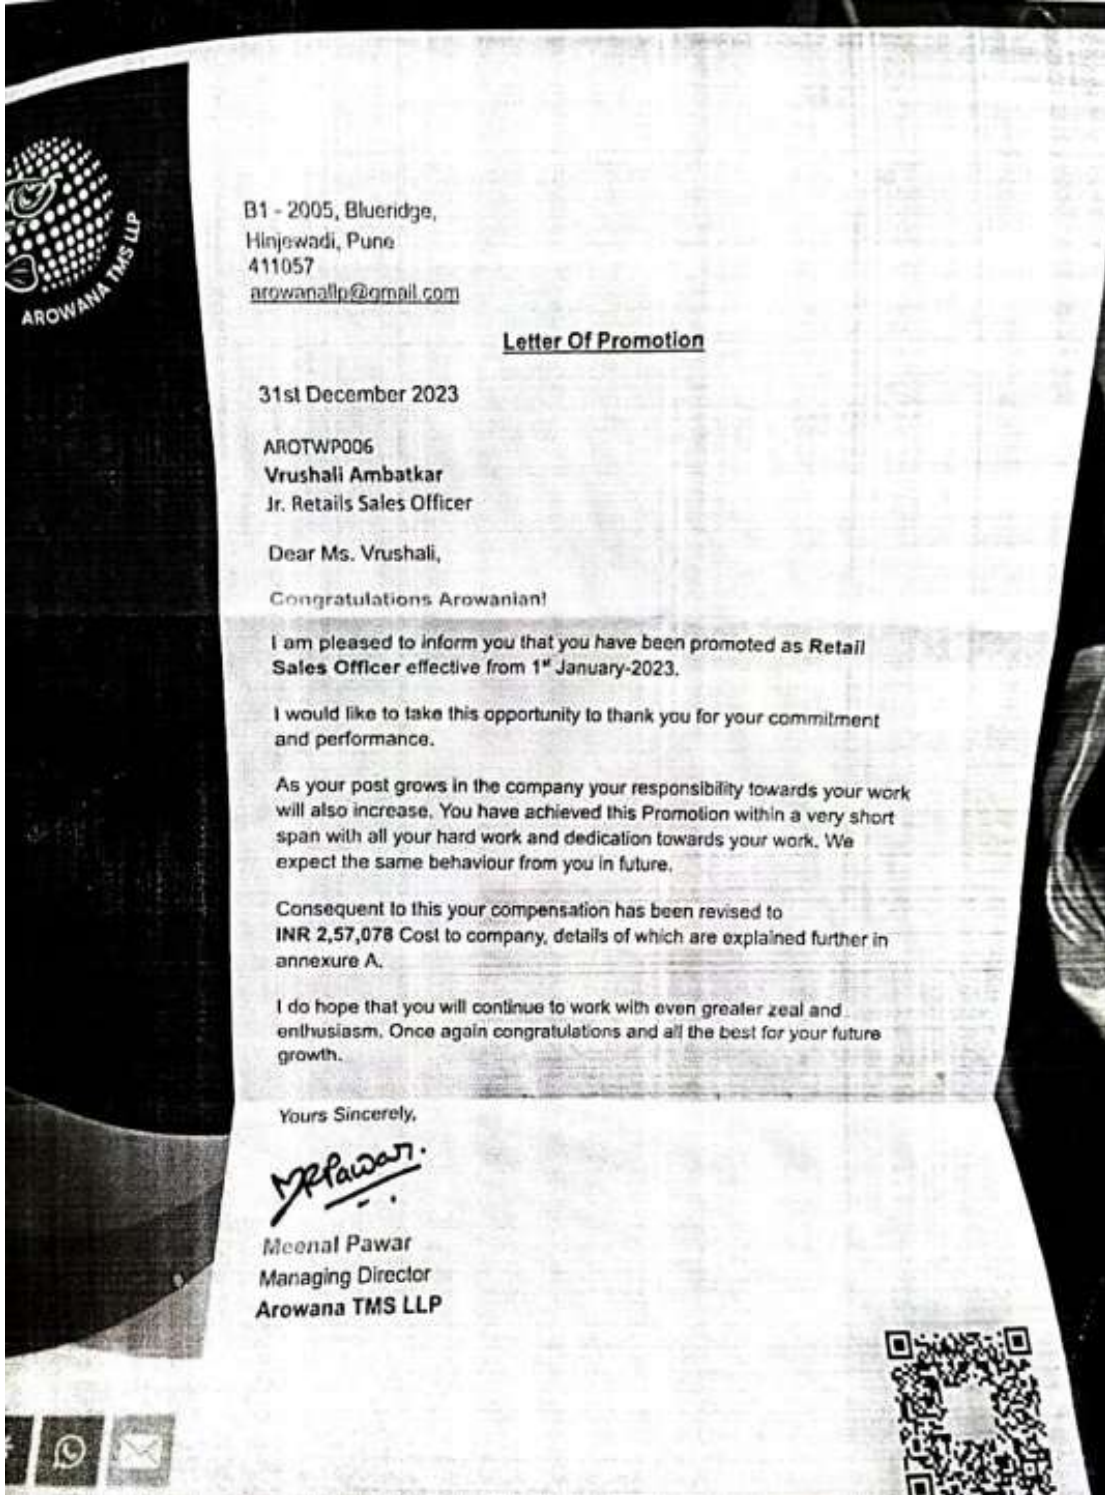 AROWANA TMS LLP
B1 - 2005, Blueridge,
Hinjewadi, Pune
411057
arowanallp@gmail.com
Letter Of Promotion
31st December 2023
AROTWP006
Vrushali Ambatkar
Jr. Retails Sales Officer
Dear Ms. Vrushali,
Congratulations Arowanian!
I am pleased to inform you that you have been promoted as Retail
Sales Officer effective from 1st January-2023.
I would like to take this opportunity to thank you for your commitment
and performance.
As your post grows in the company your responsibility towards your work
will also increase. You have achieved this Promotion within a very short
span with all your hard work and dedication towards your work. We
expect the same behaviour from you in future.
Consequent to this your compensation has been revised to
INR 2,57,078 Cost to company, details of which are explained further in
annexure A.
I do hope that you will continue to work with even greater zeal and
enthusiasm. Once again congratulations and all the best for your future
growth.
Yours Sincerely,
MRPawar.
Meenal Pawar
Managing Director
Arowana TMS LLP